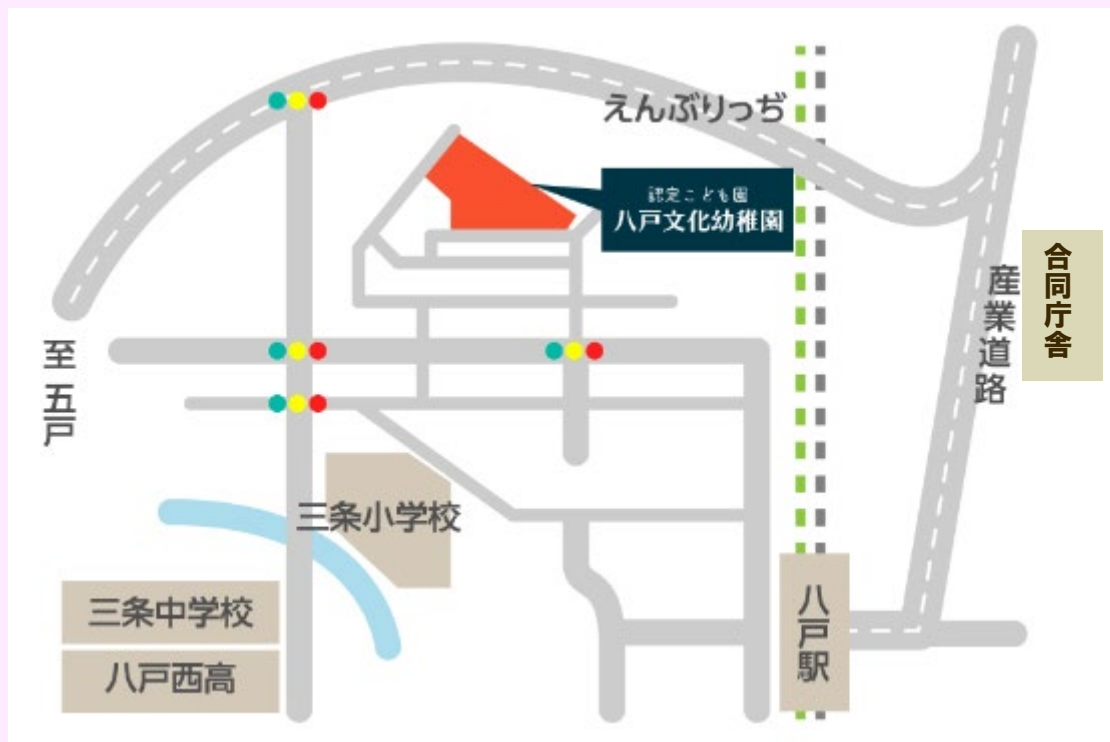 えんぶりっぢ
認定こども園
八戸文化幼稚園
合同庁舎
産業道路
至 五戸
三条小学校
三条中学校
八戸西高
八戸駅